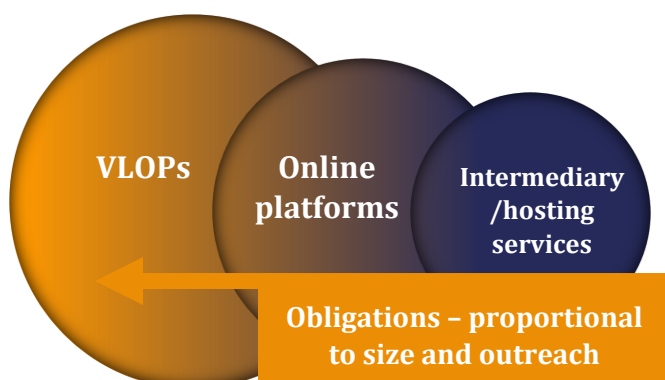 VLOPs
Online
platforms
Intermediary
/hosting
services
Obligations – proportional
to size and outreach